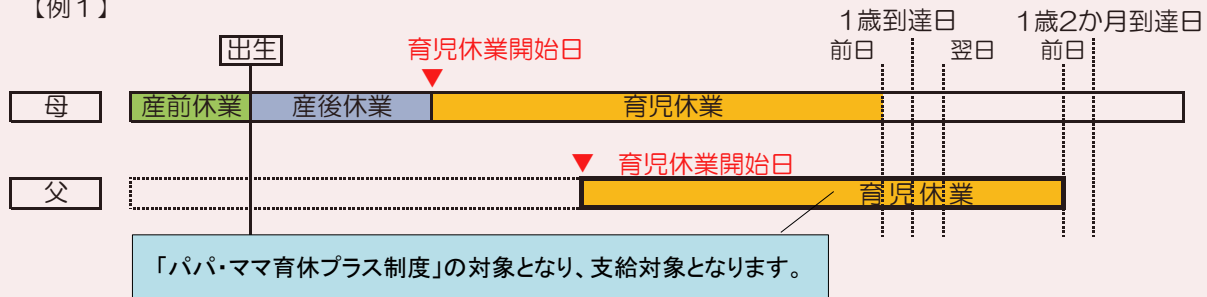 【例1】
1歳到達日
1歳2か月到達日
出生
育児休業開始日
前日
翌日
前日
母
産前休業
産後休業
育児休業
育児休業開始日
父
育児休業
「パパ・ママ育休プラス制度」の対象となり、支給対象となります。